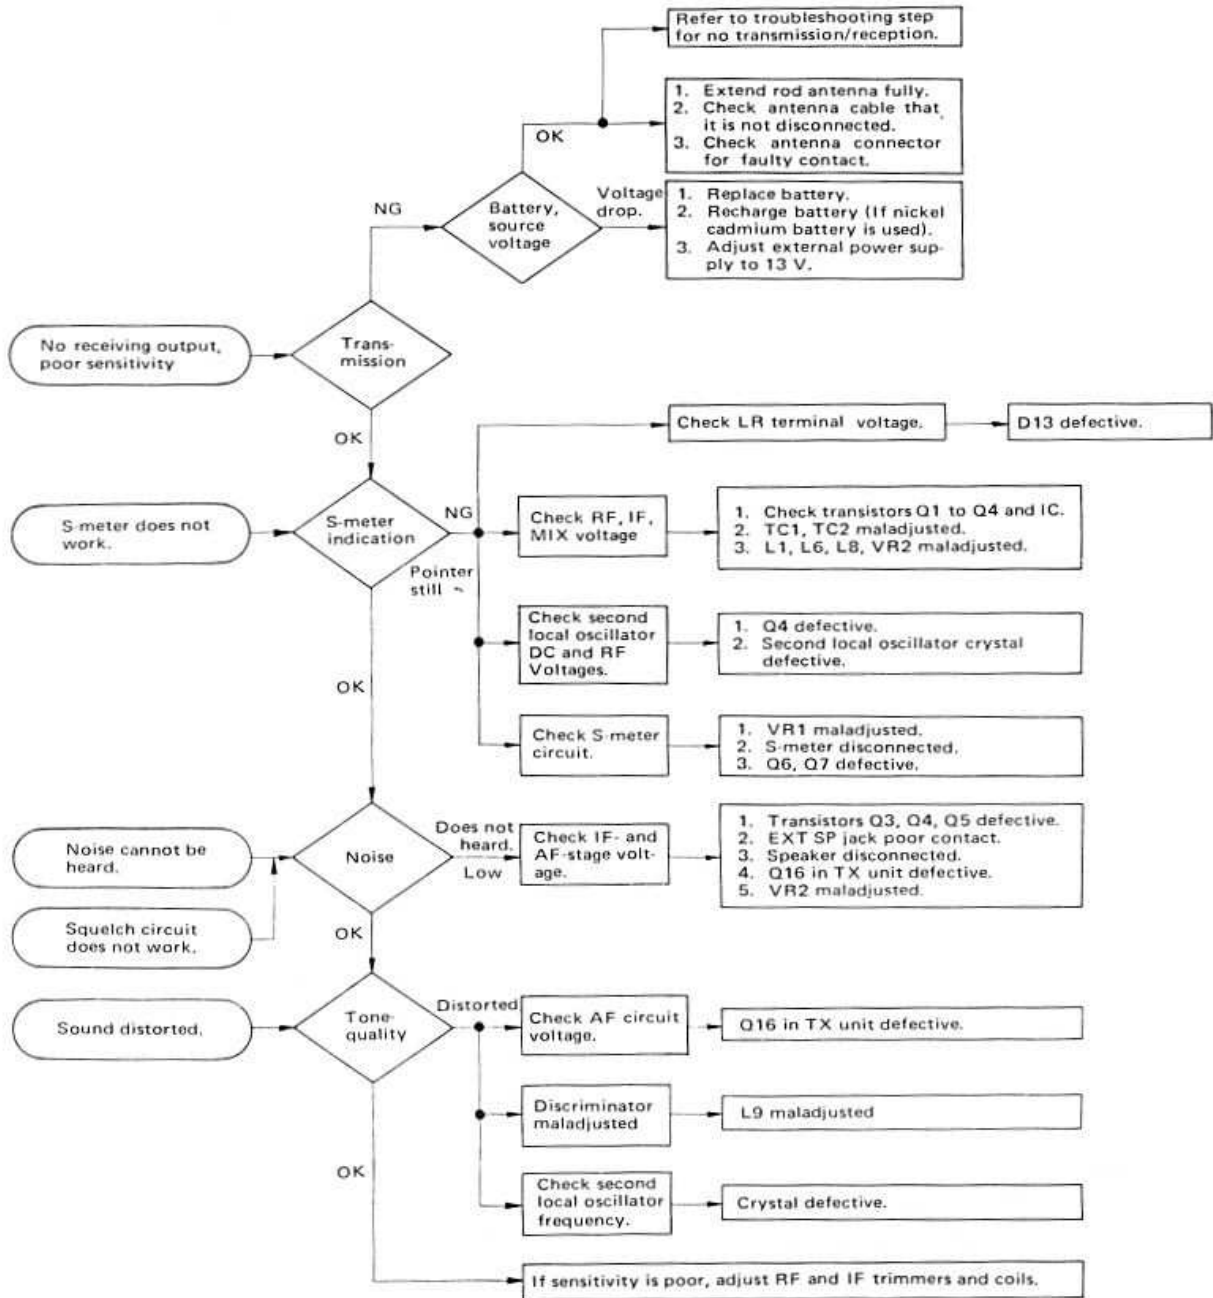 Refer to troubleshooting step
for no transmission/reception.
1. Extend rod antenna fully.
2. Check antenna cable that
it is not disconnected.
3. Check antenna connector
for faulty contact.
OK
NG
Battery,
source
voltage
Voltage
drop.
1. Replace battery.
2. Recharge battery (If nickel
cadmium battery is used).
3. Adjust external power sup-
ply to 13 V.
No receiving output,
poor sensitivity
Trans-
mission
OK
Check LR terminal voltage.
D13 defective.
S-meter does not
work.
S-meter
indication
NG
Pointer
still
Check RF, IF,
MIX voltage
1. Check transistors Q1 to Q4 and IC.
2. TC1, TC2 maladjusted.
3. L1, L6, L8, VR2 maladjusted.
Check second
local oscillator
DC and RF
Voltages.
1. Q4 defective.
2. Second local oscillator crystal
defective.
OK
Check S-meter
circuit.
1. VR1 maladjusted.
2. S-meter disconnected.
3. Q6, Q7 defective.
Noise cannot be
heard.
Noise
Does not
heard.
Low
Check IF- and
AF-stage volt-
age.
1. Transistors Q3, Q4, Q5 defective.
2. EXT SP jack poor contact.
3. Speaker disconnected.
4. Q16 in TX unit defective.
5. VR2 maladjusted.
Squelch circuit
does not work.
OK
Sound distorted.
Tone-
quality
Distorted
Check AF circuit
voltage.
Q16 in TX unit defective.
Discriminator
maladjusted
L9 maladjusted
OK
Check second
local oscillator
frequency.
Crystal defective.
If sensitivity is poor, adjust RF and IF trimmers and coils.